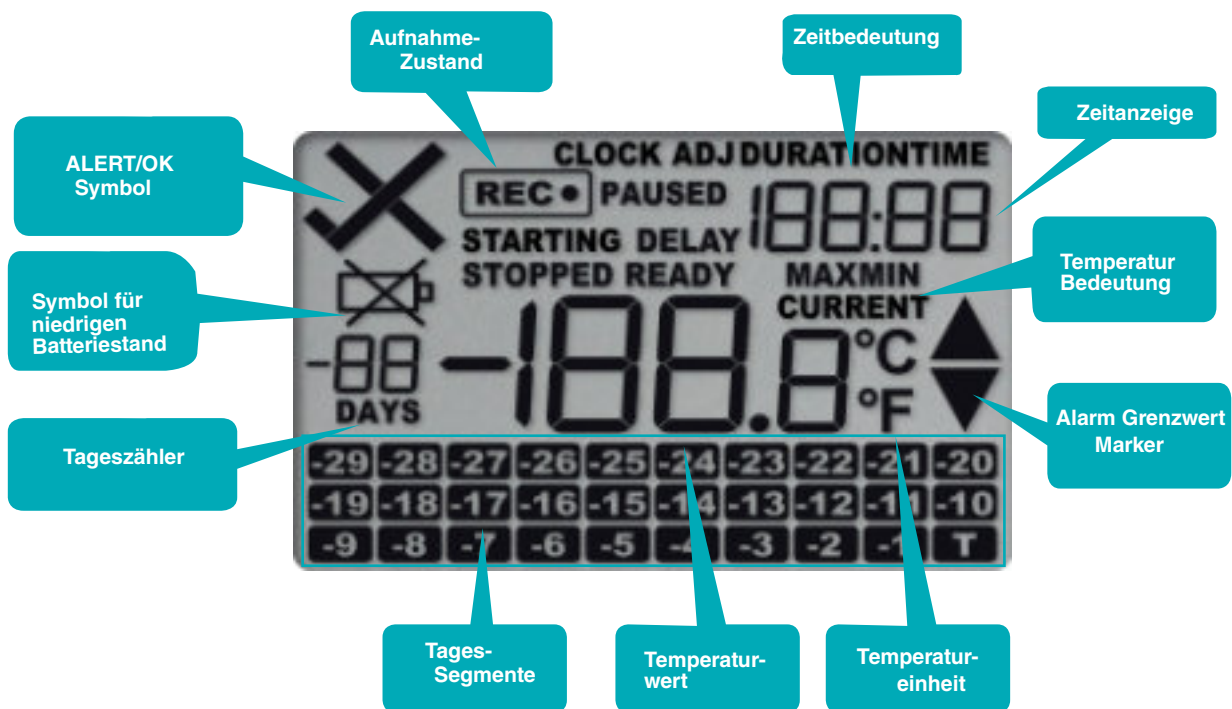 Aufnahme-
Zustand
Zeitbedeutung
Zeitanzeige
ALERT/OK
Symbol
CLOCK ADJ DURATION TIME
REC● PAUSED
188:88
STARTING DELAY
STOPPED READY
MAX MIN
CURRENT
Temperatur
Bedeutung
Symbol für
niedrigen
Batteriestand
-188.8
°C
°F
-88
DAYS
Alarm Grenzwert
Marker
Tageszähler
-29 -28 -27 -26 -25 -24 -23 -22 -21 -20
-19 -18 -17 -16 -15 -14 -13 -12 -11 -10
-9 -8 -7 -6 -5 -4 -3 -2 -1 T
Tages-
Segmente
Temperatur-
wert
Temperatur-
einheit